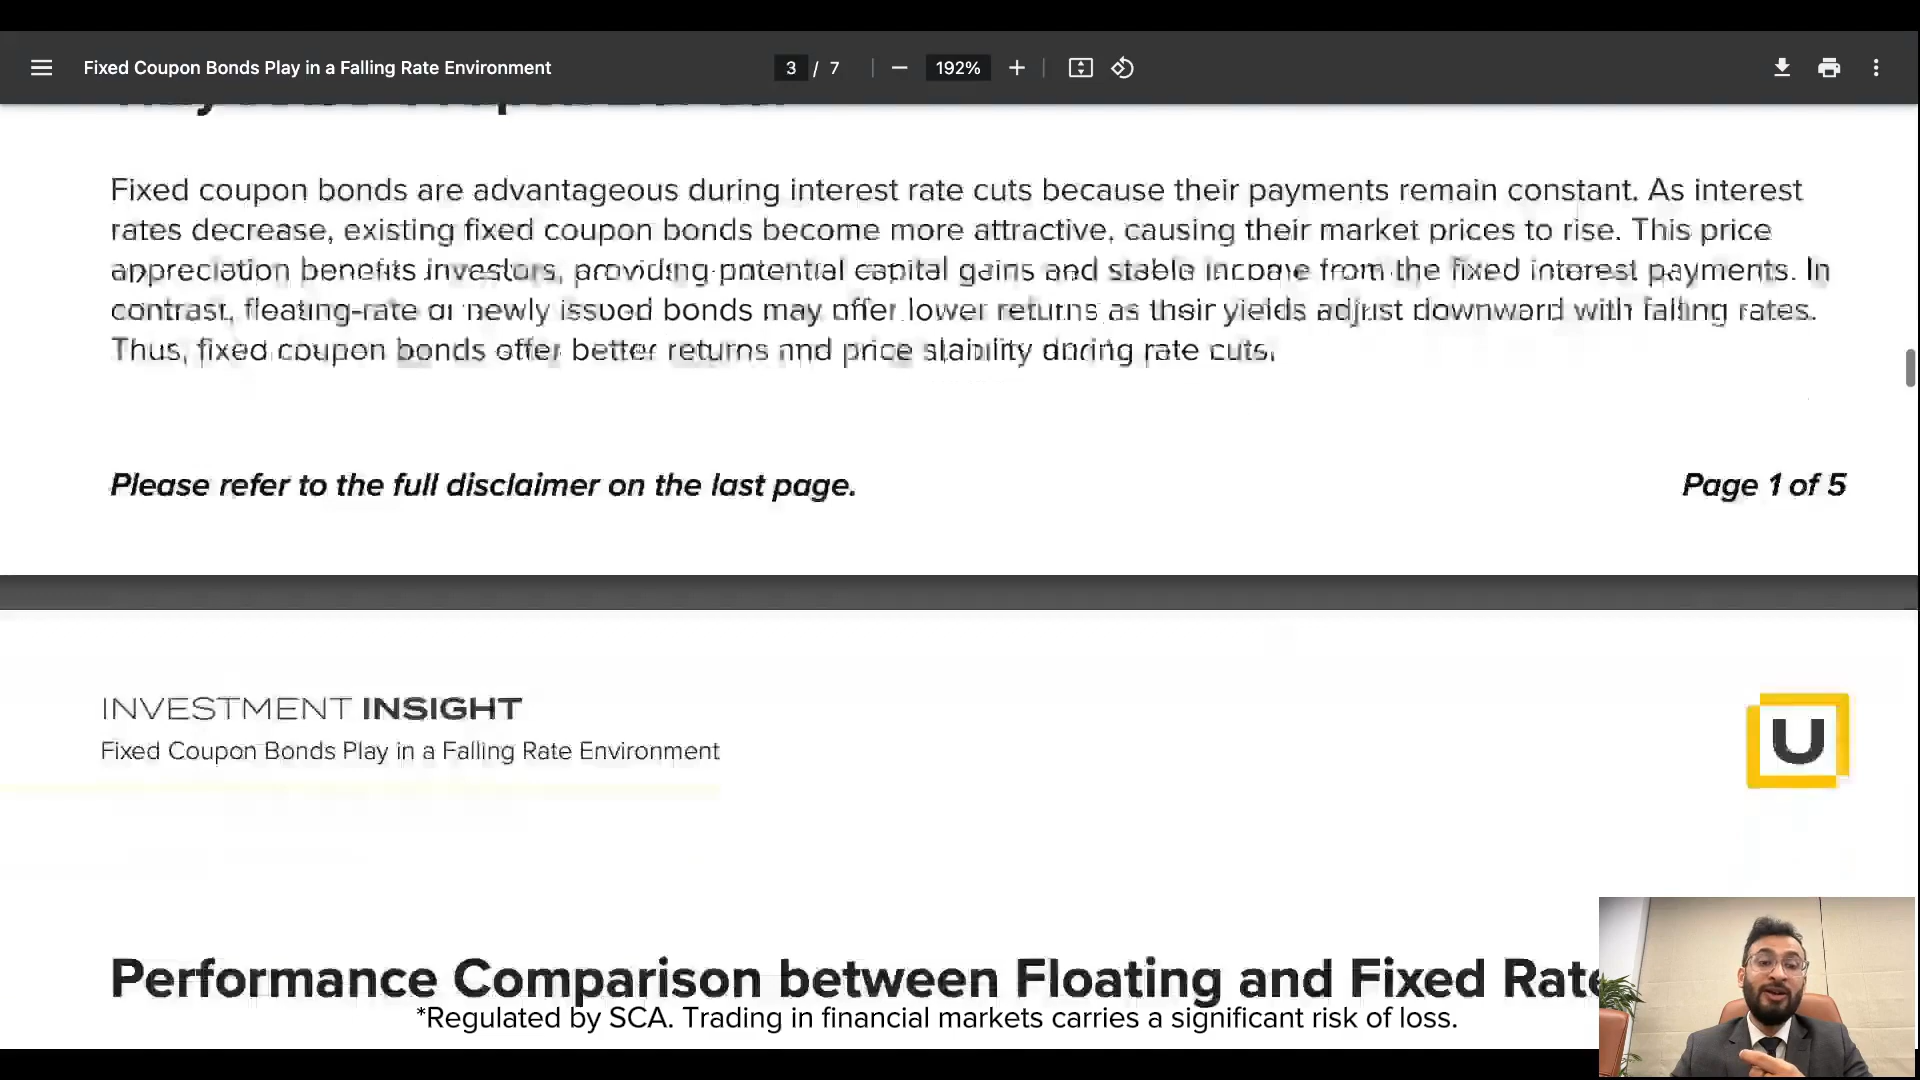 Fixed Coupon Bonds Play in a Falling Rate Environment
3 / 7
192%
Fixed coupon bonds are advantageous during interest rate cuts because their payments remain constant. As interest
rates decrease, existing fixed coupon bonds become more attractive, causing their market prices to rise. This price
appreciation benefits investors, providing potential capital gains and stable income from the fixed interest payments. In
contrast, floating-rate or newly issued bonds may offer lower returns as their yields adjust downward with falling rates.
Thus, fixed coupon bonds offer better returns and price stability during rate cuts.
Please refer to the full disclaimer on the last page.
Page 1 of 5
INVESTMENT INSIGHT
Fixed Coupon Bonds Play in a Falling Rate Environment
U
Performance Comparison between Floating and Fixed Rate
*Regulated by SCA. Trading in financial markets carries a significant risk of loss.